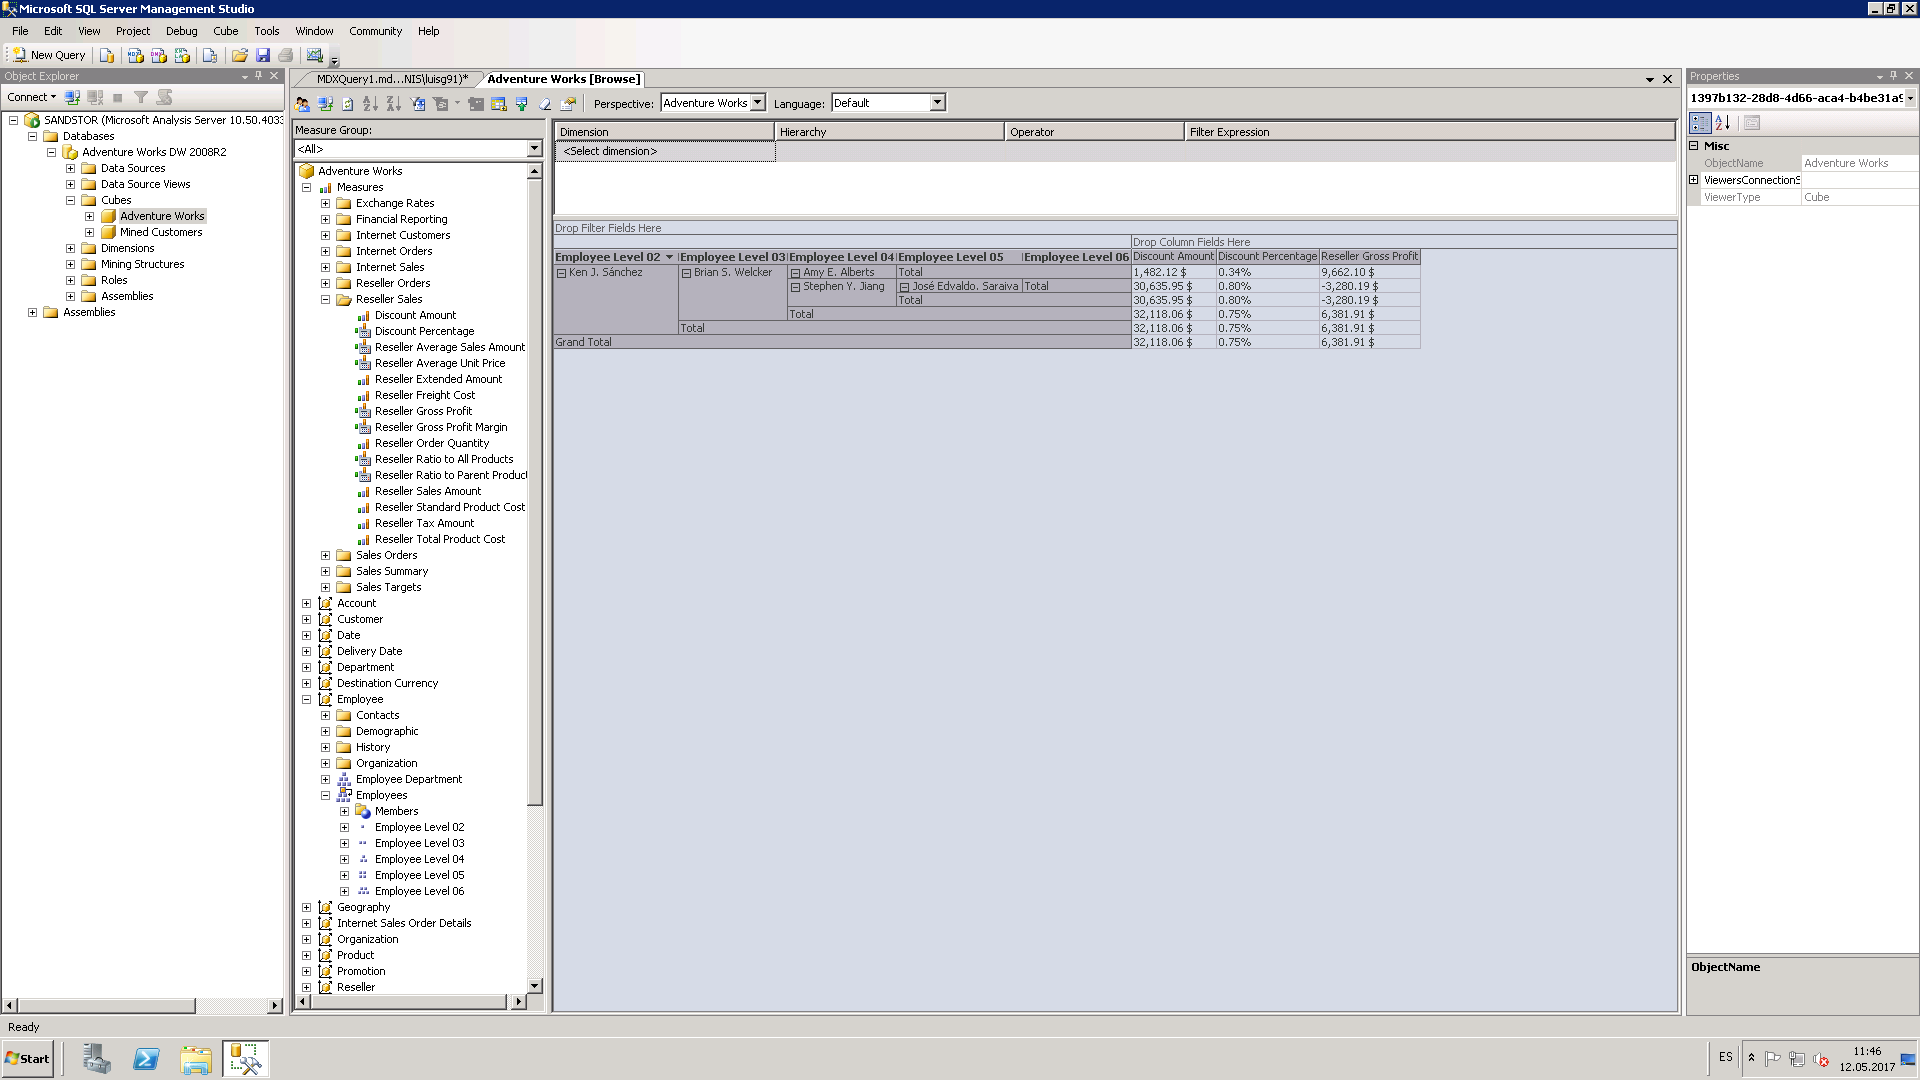 Microsoft SQL Server Management Studio
File Edit View Project Debug Cube Tools Window Community Help
New Query
Object Explorer
Connect
SANDSTOR (Microsoft Analysis Server 10.50.4033
Databases
Adventure Works DW 2008R2
Data Sources
Data Source Views
Cubes
Adventure Works
Mined Customers
Dimensions
Mining Structures
Roles
Assemblies
Assemblies
MDXQuery1.md...NIS\luisg91)*
Adventure Works [Browse]
Perspective: Adventure Works Language: Default
Measure Group:
<All>
Adventure Works
Measures
Exchange Rates
Financial Reporting
Internet Customers
Internet Orders
Internet Sales
Reseller Orders
Reseller Sales
Discount Amount
Discount Percentage
Reseller Average Sales Amount
Reseller Average Unit Price
Reseller Extended Amount
Reseller Freight Cost
Reseller Gross Profit
Reseller Gross Profit Margin
Reseller Order Quantity
Reseller Ratio to All Products
Reseller Ratio to Parent Product
Reseller Sales Amount
Reseller Standard Product Cost
Reseller Tax Amount
Reseller Total Product Cost
Sales Orders
Sales Summary
Sales Targets
Account
Customer
Date
Delivery Date
Department
Destination Currency
Employee
Contacts
Demographic
History
Organization
Employee Department
Employees
Members
Employee Level 02
Employee Level 03
Employee Level 04
Employee Level 05
Employee Level 06
Geography
Internet Sales Order Details
Organization
Product
Promotion
Reseller
Dimension Hierarchy Operator Filter Expression
<Select dimension>
Drop Filter Fields Here
Drop Column Fields Here
Employee Level 02 Employee Level 03 Employee Level 04 Employee Level 05 Employee Level 06 Discount Amount Discount Percentage Reseller Gross Profit
Ken J. Sánchez Brian S. Welcker Amy E. Alberts Total 1,482.12 $ 0.34% 9,662.10 $
Stephen Y. Jiang José Edvaldo. Saraiva Total 30,635.95 $ 0.80% -3,280.19 $
Total 30,635.95 $ 0.80% -3,280.19 $
Total 32,118.06 $ 0.75% 6,381.91 $
Total 32,118.06 $ 0.75% 6,381.91 $
Grand Total 32,118.06 $ 0.75% 6,381.91 $
Properties
1397b132-28d8-4d66-aca4-b4be31a9
Misc
ObjectName Adventure Works
ViewersConnectionS
ViewerType Cube
ObjectName
Ready
Start
ES
11:46
12.05.2017